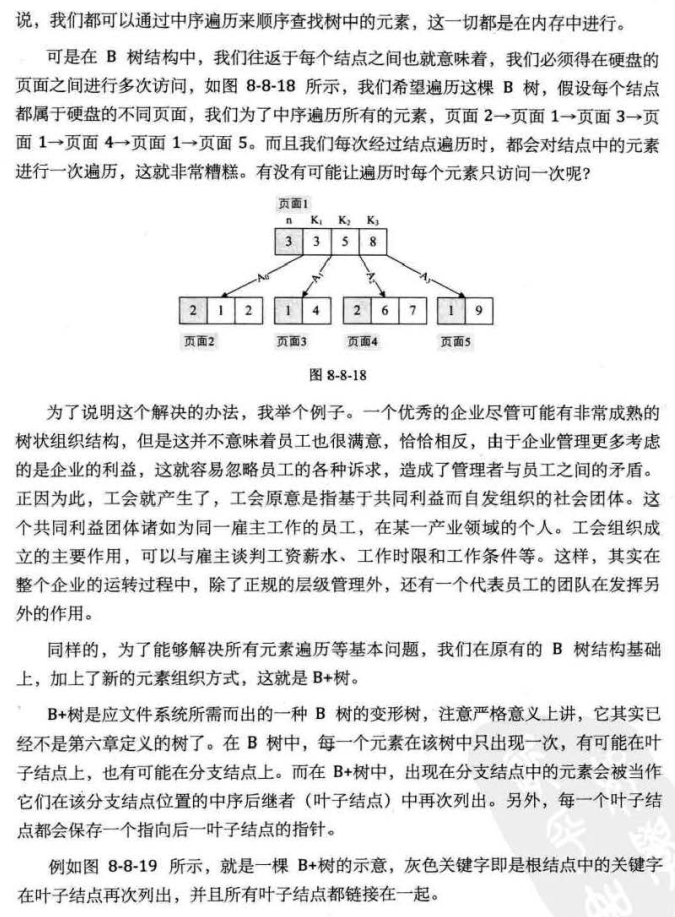 说，我们都可以通过中序遍历来顺序查找树中的元素，这一切都是在内存中进行。
可是在 B 树结构中，我们往返于每个结点之间也就意味着，我们必须得在硬盘的
页面之间进行多次访问，如图 8-8-18 所示，我们希望遍历这棵 B 树，假设每个结点
都属于硬盘的不同页面，我们为了中序遍历所有的元素，页面 2→页面 1→页面 3→页
面 1→页面 4→页面 1→页面 5。而且我们每次经过结点遍历时，都会对结点中的元素
进行一次遍历，这就非常糟糕。有没有可能让遍历时每个元素只访问一次呢？
页面1
n K₁ K₂ K₃
3 3 5 8
A₀ A₁ A₂ A₃
2 1 2 1 4 2 6 7 1 9
页面2 页面3 页面4 页面5
图 8-8-18
为了说明这个解决的办法，我举个例子。一个优秀的企业尽管可能有非常成熟的
树状组织结构，但是这并不意味着员工也很满意，恰恰相反，由于企业管理更多考虑
的是企业的利益，这就容易忽略员工的各种诉求，造成了管理者与员工之间的矛盾。
正因为此，工会就产生了，工会原意是指基于共同利益而自发组织的社会团体。这
个共同利益团体诸如为同一雇主工作的员工，在某一产业领域的个人。工会组织成
立的主要作用，可以与雇主谈判工资薪水、工作时限和工作条件等。这样，其实在
整个企业的运转过程中，除了正规的层级管理外，还有一个代表员工的团队在发挥另
外的作用。
同样的，为了能够解决所有元素遍历等基本问题，我们在原有的 B 树结构基础
上，加上了新的元素组织方式，这就是 B+树。
B+树是应文件系统所需而出的一种 B 树的变形树，注意严格意义上讲，它其实已
经不是第六章定义的树了。在 B 树中，每一个元素在该树中只出现一次，有可能在叶
子结点上，也有可能在分支结点上。而在 B+树中，出现在分支结点中的元素会被当作
它们在该分支结点位置的中序后继者（叶子结点）中再次列出。另外，每一个叶子结
点都会保存一个指向后一叶子结点的指针。
例如图 8-8-19 所示，就是一棵 B+树的示意，灰色关键字即是根结点中的关键字
在叶子结点再次列出，并且所有叶子结点都链接在一起。